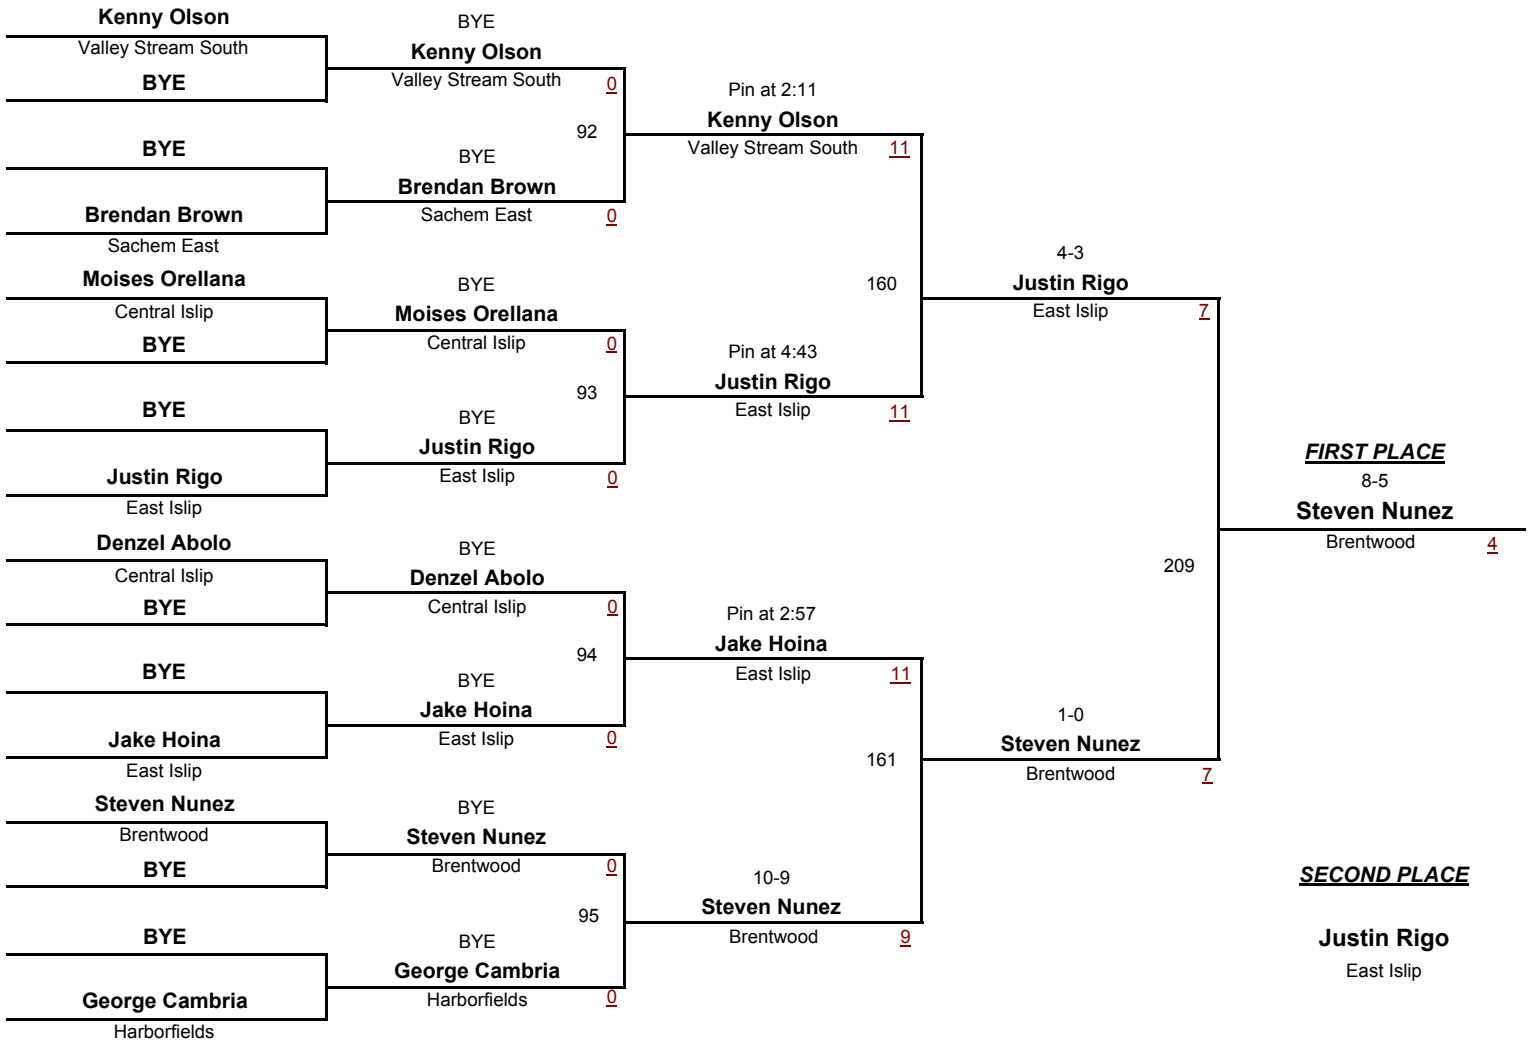 Kenny Olson
Valley Stream South
BYE
BYE
Brendan Brown
Sachem East
Moises Orellana
Central Islip
BYE
BYE
Justin Rigo
East Islip
Denzel Abolo
Central Islip
BYE
BYE
Jake Hoina
East Islip
Steven Nunez
Brentwood
BYE
BYE
George Cambria
Harborfields
BYE
Kenny Olson
Valley Stream South
0
92
BYE
Brendan Brown
Sachem East
0
BYE
Moises Orellana
Central Islip
0
93
BYE
Justin Rigo
East Islip
0
BYE
Denzel Abolo
Central Islip
0
94
BYE
Jake Hoina
East Islip
0
BYE
Steven Nunez
Brentwood
0
95
BYE
George Cambria
Harborfields
0
Pin at 2:11
Kenny Olson
Valley Stream South
11
160
Pin at 4:43
Justin Rigo
East Islip
11
Pin at 2:57
Jake Hoina
East Islip
11
161
10-9
Steven Nunez
Brentwood
9
4-3
Justin Rigo
East Islip
7
209
1-0
Steven Nunez
Brentwood
7
FIRST PLACE
8-5
Steven Nunez
Brentwood
4
SECOND PLACE
Justin Rigo
East Islip